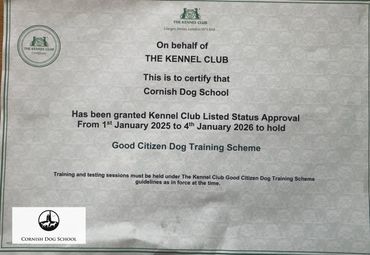 THE KENNEL CLUB
THE KENNEL CLUB
On behalf of
THE KENNEL CLUB
This is to certify that
Cornish Dog School
Has been granted Kennel Club Listed Status Approval
From 1st January 2025 to 4th January 2026 to hold
Good Citizen Dog Training Scheme
Training and testing sessions must be held under The Kennel Club Good Citizen Dog Training Scheme
guidelines as in force at the time.
CORNISH DOG SCHOOL